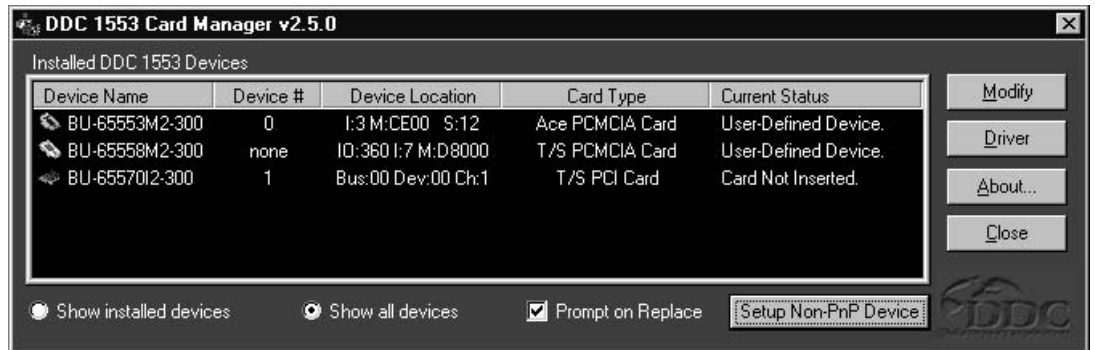 DDC 1553 Card Manager v2.5.0
Installed DDC 1553 Devices
Device Name Device # Device Location Card Type Current Status
BU-65553M2-300 0 I:3 M:CE00 S:12 Ace PCMCIA Card User-Defined Device.
BU-65558M2-300 none IO:360 I:7 M:D8000 T/S PCMCIA Card User-Defined Device.
BU-65570I2-300 1 Bus:00 Dev:00 Ch:1 T/S PCI Card Card Not Inserted.
Modify
Driver
About...
Close
Show installed devices Show all devices Prompt on Replace Setup Non-PnP Device
DDC